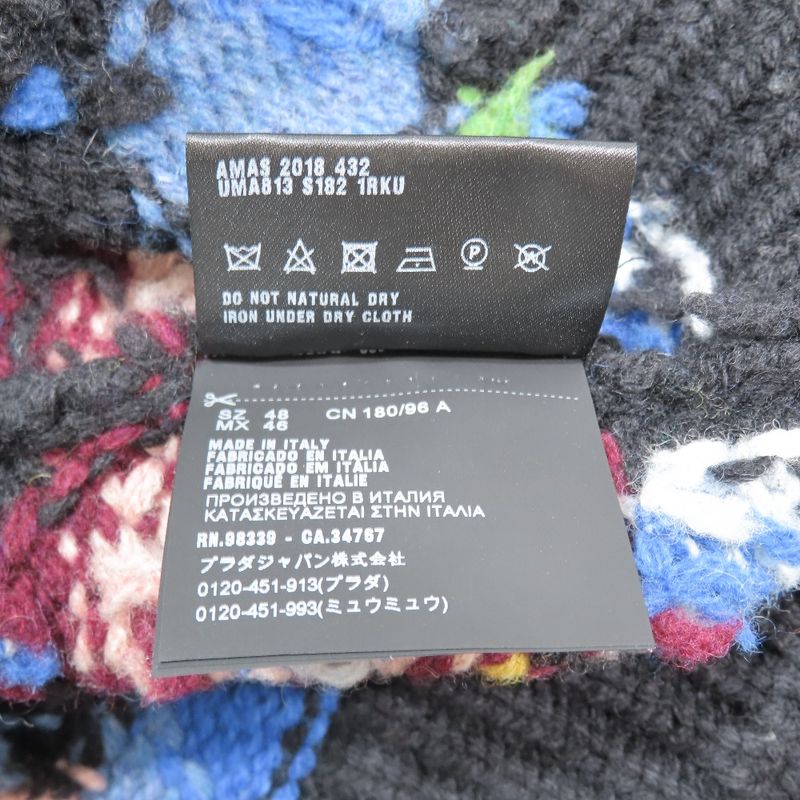 AMAS 2018 432
UMA813 S182 1RKU
P
W
DO NOT NATURAL DRY
IRON UNDER DRY CLOTH
SZ 48 CN 180/96 A
MX 46
MADE IN ITALY
FABRICADO EN ITALIA
FABRICADO EM ITALIA
FABRIQUÉ EN ITALIE
ПРОИЗВЕДЕНО В ИТАЛИЯ
ΚΑΤΑΣΚΕΥΑΖΕΤΑΙ ΣΤΗΝ ΙΤΑΛΙΑ
RN.98339 - CA.34767
プラダジャパン株式会社
0120-451-913(プラダ)
0120-451-993(ミュウミュウ)